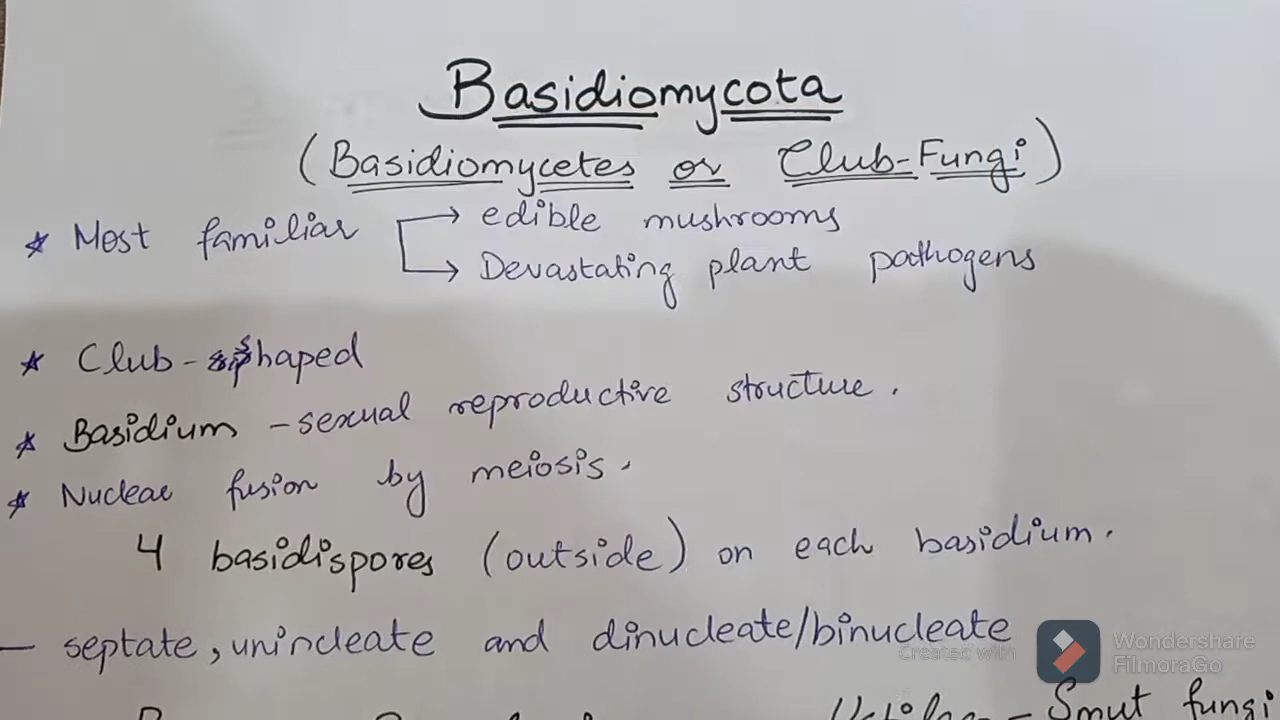 Basidiomycota
(Basidiomycetes or Club-Fungi)
* Most familiar → edible mushrooms
→ Devastating plant pathogens
* Club-shaped
* Basidium - sexual reproductive structure.
* Nuclear fusion by meiosis.
4 basidispores (outside) on each basidium.
- septate, unincleate and dinucleate/binucleate
Created with
Wondershare
FilmoraGo
- Smut fungi